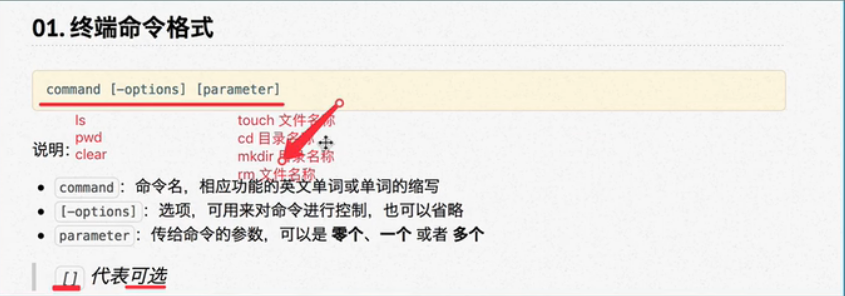 01. 终端命令格式
command [-options] [parameter]
ls
pwd
clear
touch 文件名称
cd 目录名称
mkdir 目录名称
rm 文件名称
说明：
• command：命令名，相应功能的英文单词或单词的缩写
• [-options]：选项，可用来对命令进行控制，也可以省略
• parameter：传给命令的参数，可以是 零个、一个 或者 多个
[] 代表可选